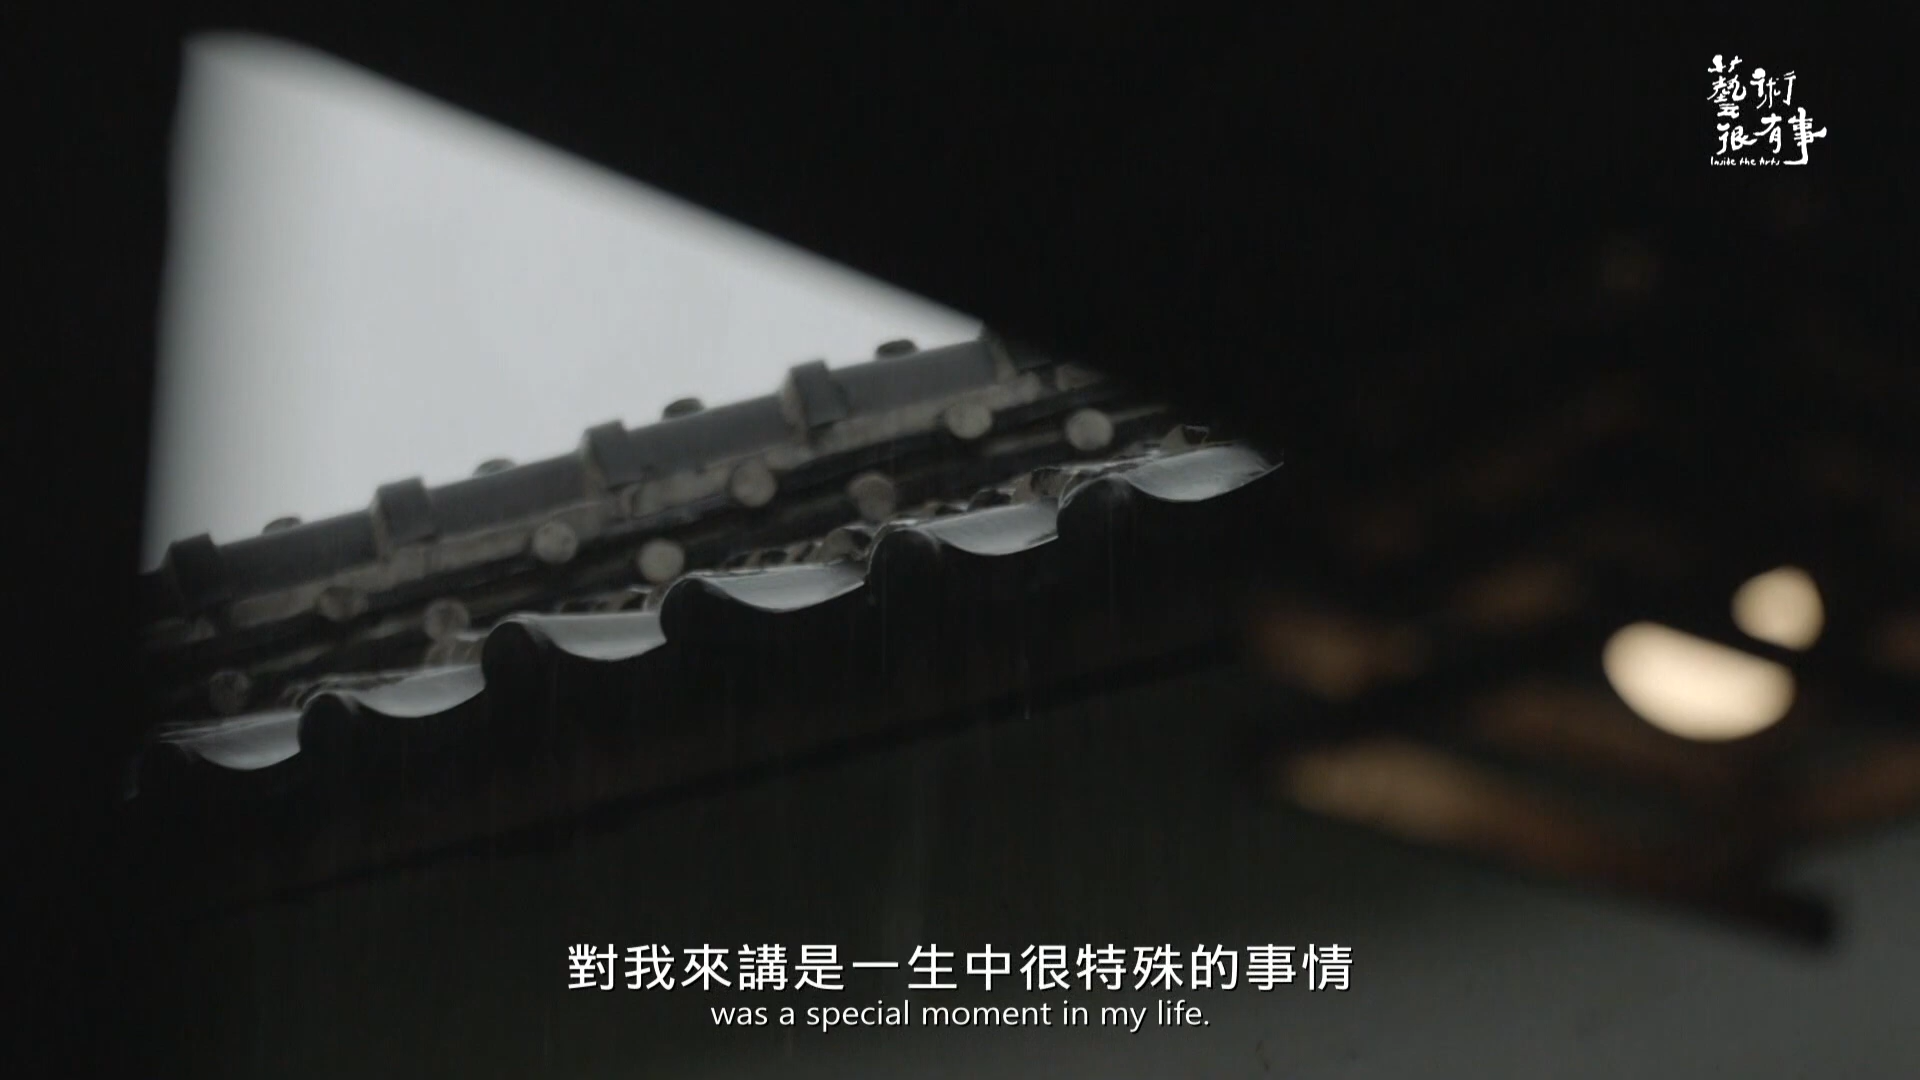 藝術
很有事
Inside the Arts
對我來講是一生中很特殊的事情
was a special moment in my life.